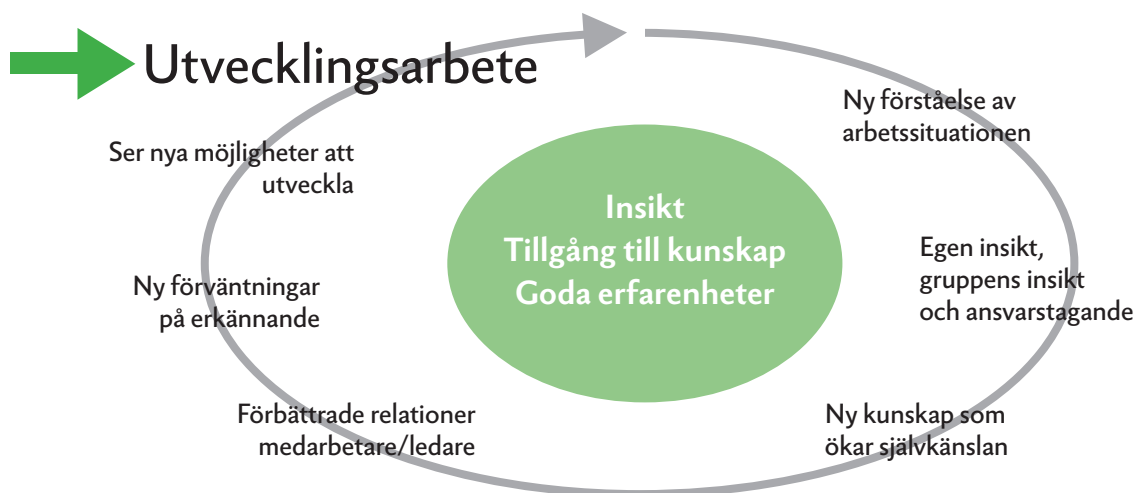 Utvecklingsarbete
Ny förståelse av
arbetssituationen
Egen insikt,
gruppens insikt
och ansvarstagande
Ny kunskap som
ökar självkänslan
Förbättrade relationer
medarbetare/ledare
Ny förväntningar
på erkännande
Ser nya möjligheter att
utveckla
Insikt
Tillgång till kunskap
Goda erfarenheter